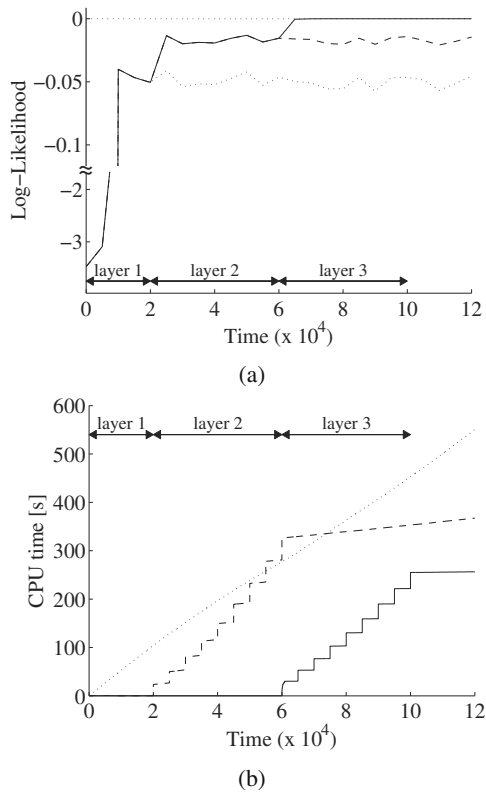 Log−Likelihood
0
−0.05
−0.1
≈
−2
−3
layer 1
layer 2
layer 3
0
2
4
6
8
10
12
Time (x 10^4)
(a)
CPU time [s]
600
500
400
300
200
100
0
layer 1
layer 2
layer 3
0
2
4
6
8
10
12
Time (x 10^4)
(b)